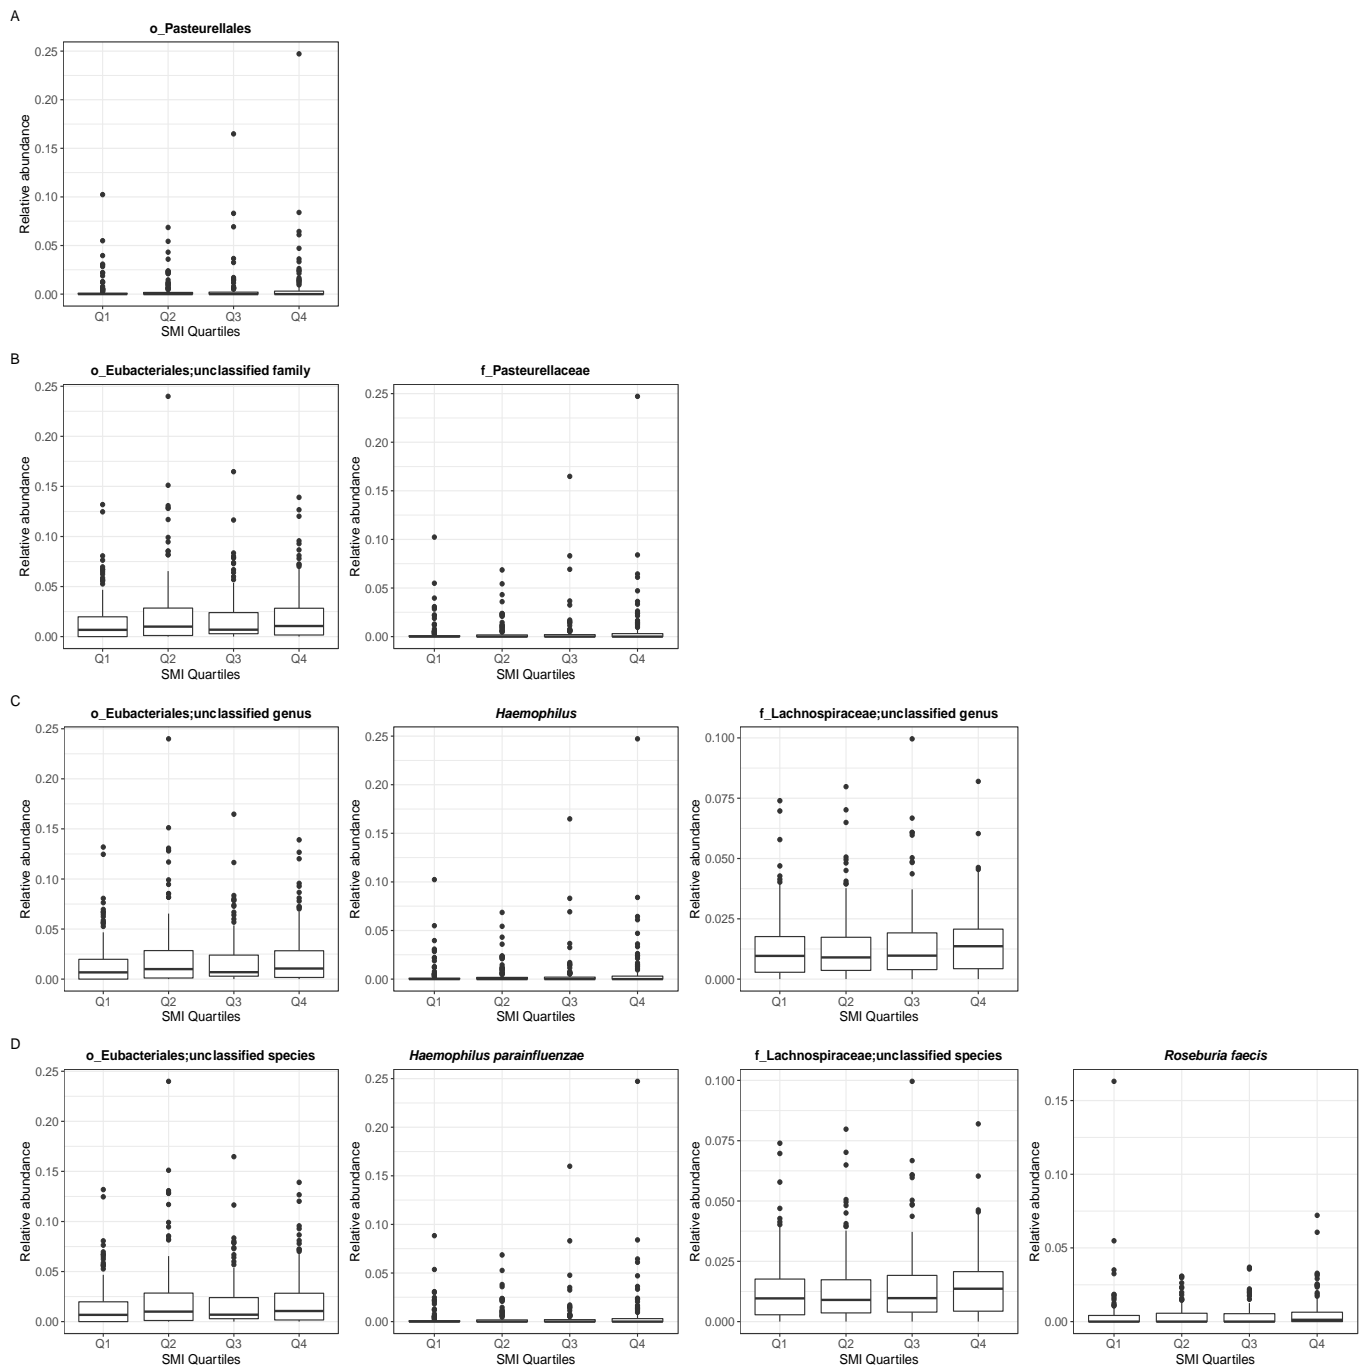 A
o_Pasteurellales
0.25
0.20
0.15
0.10
0.05
0.00
Relative abundance
Q1 Q2 Q3 Q4
SMI Quartiles
B
o_Eubacteriales;unclassified family
0.25
0.20
0.15
0.10
0.05
0.00
Relative abundance
Q1 Q2 Q3 Q4
SMI Quartiles
f_Pasteurellaceae
0.25
0.20
0.15
0.10
0.05
0.00
Relative abundance
Q1 Q2 Q3 Q4
SMI Quartiles
C
o_Eubacteriales;unclassified genus
0.25
0.20
0.15
0.10
0.05
0.00
Relative abundance
Q1 Q2 Q3 Q4
SMI Quartiles
Haemophilus
0.25
0.20
0.15
0.10
0.05
0.00
Relative abundance
Q1 Q2 Q3 Q4
SMI Quartiles
f_Lachnospiraceae;unclassified genus
0.100
0.075
0.050
0.025
0.000
Relative abundance
Q1 Q2 Q3 Q4
SMI Quartiles
D
o_Eubacteriales;unclassified species
0.25
0.20
0.15
0.10
0.05
0.00
Relative abundance
Q1 Q2 Q3 Q4
SMI Quartiles
Haemophilus parainfluenzae
0.25
0.20
0.15
0.10
0.05
0.00
Relative abundance
Q1 Q2 Q3 Q4
SMI Quartiles
f_Lachnospiraceae;unclassified species
0.100
0.075
0.050
0.025
0.000
Relative abundance
Q1 Q2 Q3 Q4
SMI Quartiles
Roseburia faecis
0.15
0.10
0.05
0.00
Relative abundance
Q1 Q2 Q3 Q4
SMI Quartiles